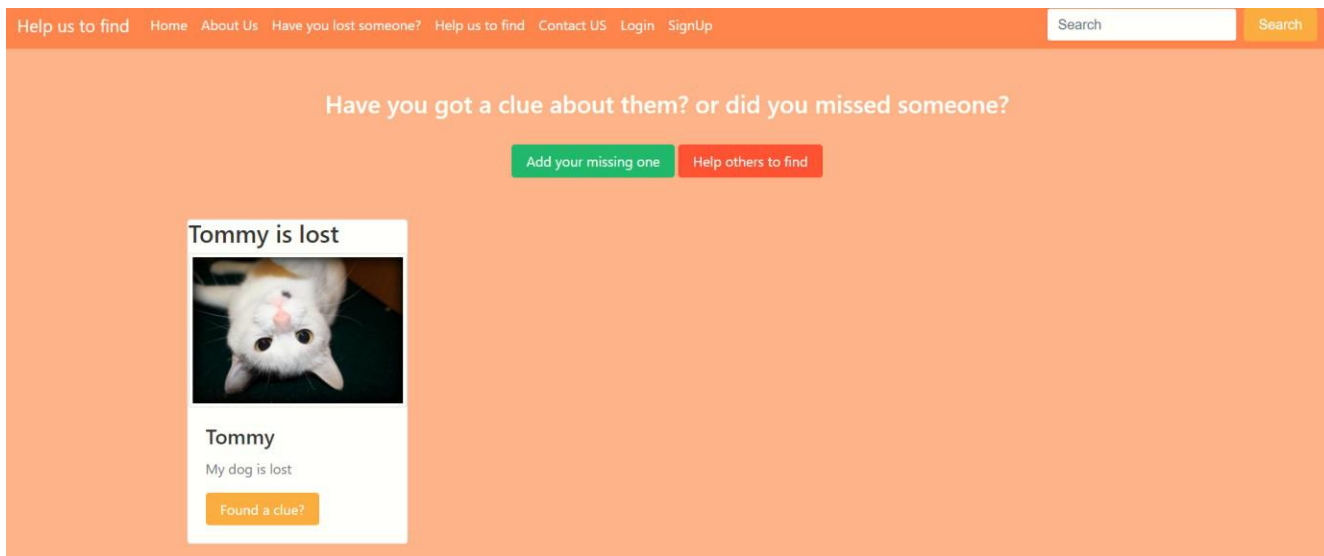 Help us to find Home About Us Have you lost someone? Help us to find Contact US Login SignUp Search Search
Have you got a clue about them? or did you missed someone?
Add your missing one Help others to find
Tommy is lost
Tommy
My dog is lost
Found a clue?